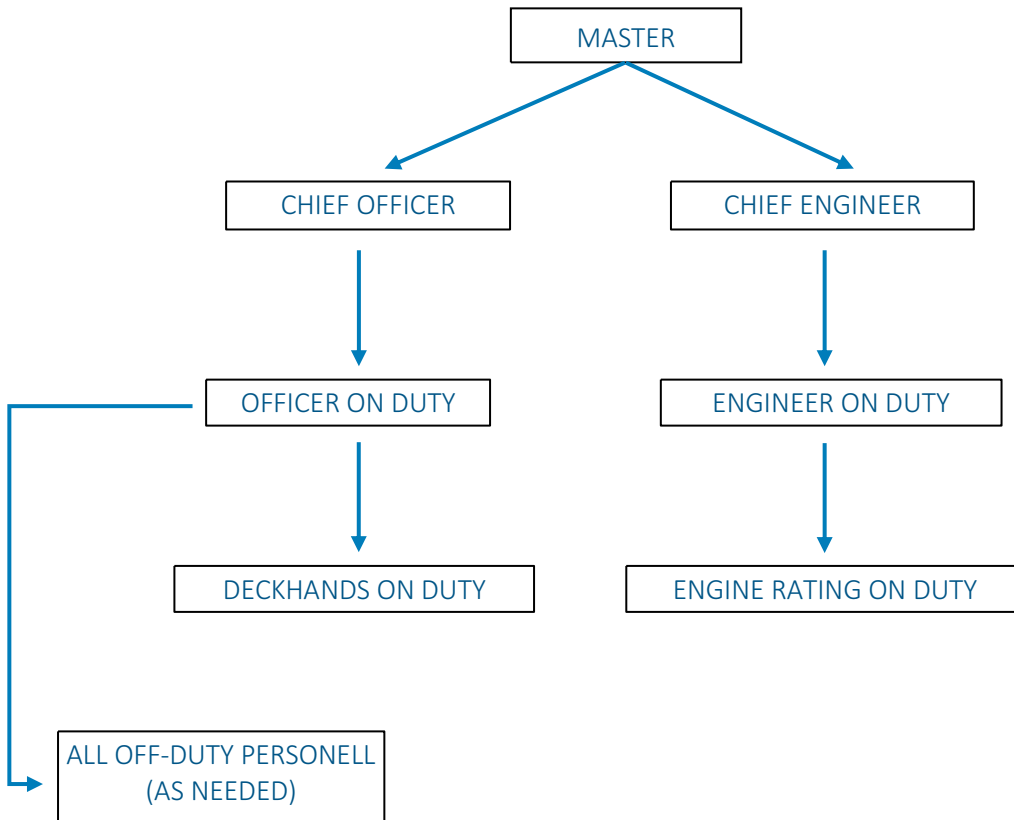 MASTER
CHIEF OFFICER
CHIEF ENGINEER
OFFICER ON DUTY
ENGINEER ON DUTY
DECKHANDS ON DUTY
ENGINE RATING ON DUTY
ALL OFF-DUTY PERSONELL
(AS NEEDED)